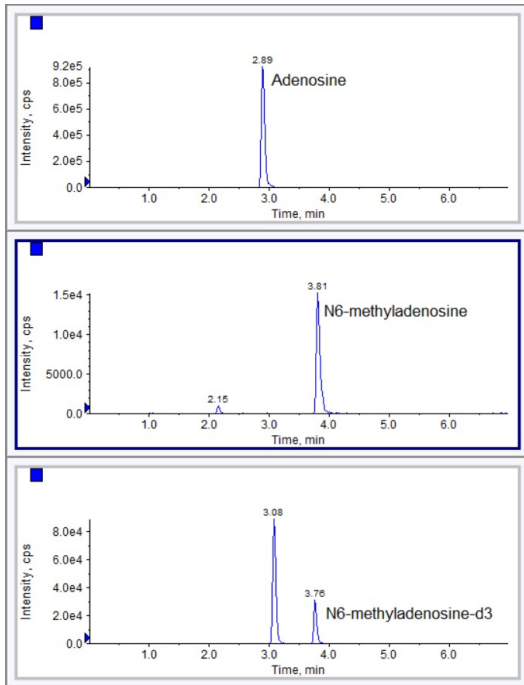 9.2e5
8.0e5
6.0e5
4.0e5
2.0e5
0.0
Intensity, cps
2.89
Adenosine
1.0 2.0 3.0 4.0 5.0 6.0
Time, min
1.5e4
1.0e4
5000.0
0.0
Intensity, cps
2.15
3.81
N6-methyladenosine
1.0 2.0 3.0 4.0 5.0 6.0
Time, min
8.0e4
6.0e4
4.0e4
2.0e4
0.0
Intensity, cps
3.08
3.76
N6-methyladenosine-d3
1.0 2.0 3.0 4.0 5.0 6.0
Time, min